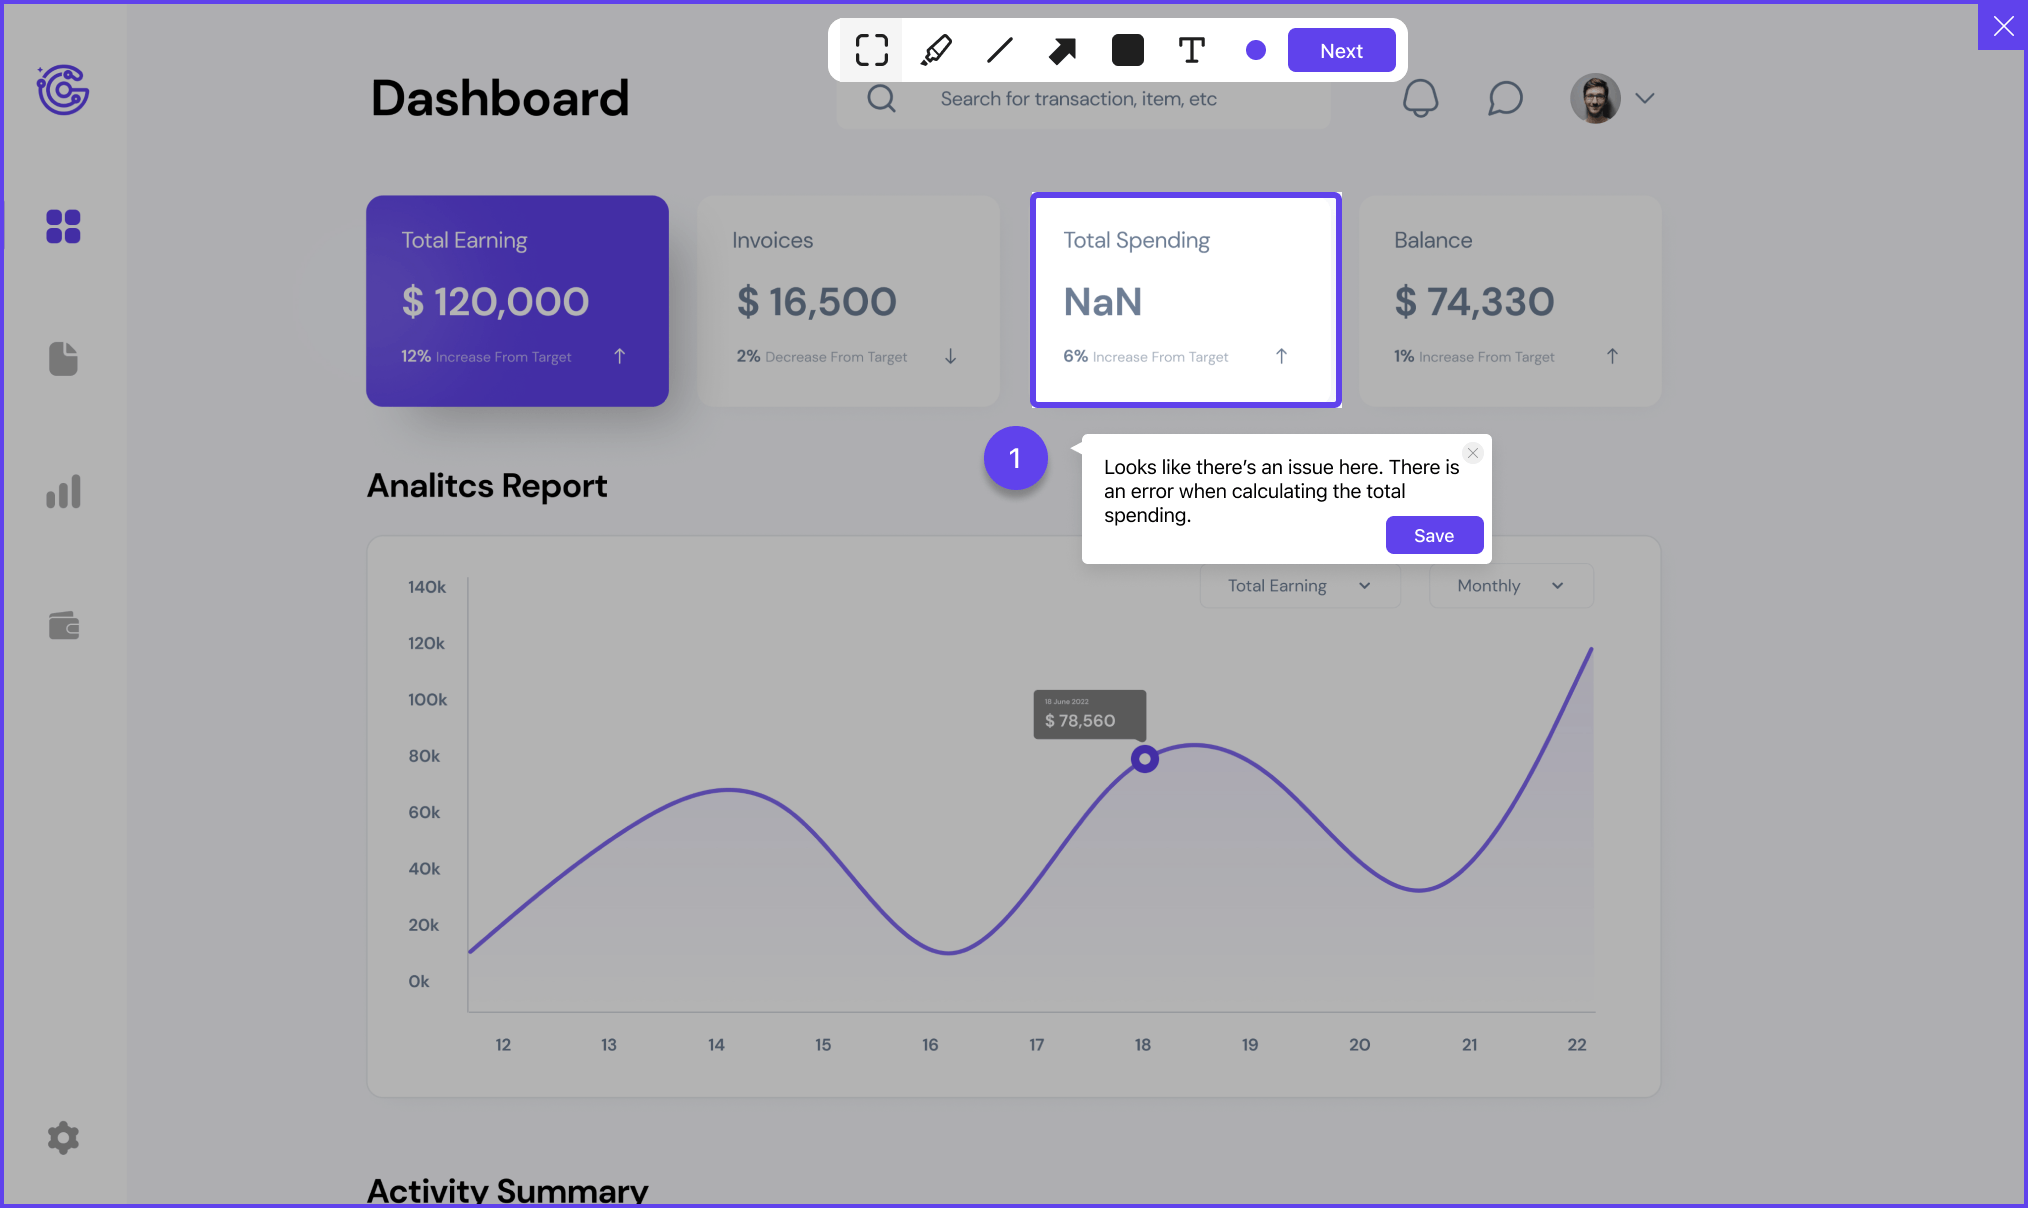 Next
Dashboard
Search for transaction, item, etc
Total Earning
$ 120,000
12% Increase From Target
Invoices
$ 16,500
2% Decrease From Target
Total Spending
NaN
6% Increase From Target
Balance
$ 74,330
1% Increase From Target
1
Looks like there's an issue here. There is
an error when calculating the total
spending.
Save
Analitcs Report
Total Earning
Monthly
140k
120k
100k
80k
60k
40k
20k
0k
18 June 2022
$ 78,560
12 13 14 15 16 17 18 19 20 21 22
Activity Summary